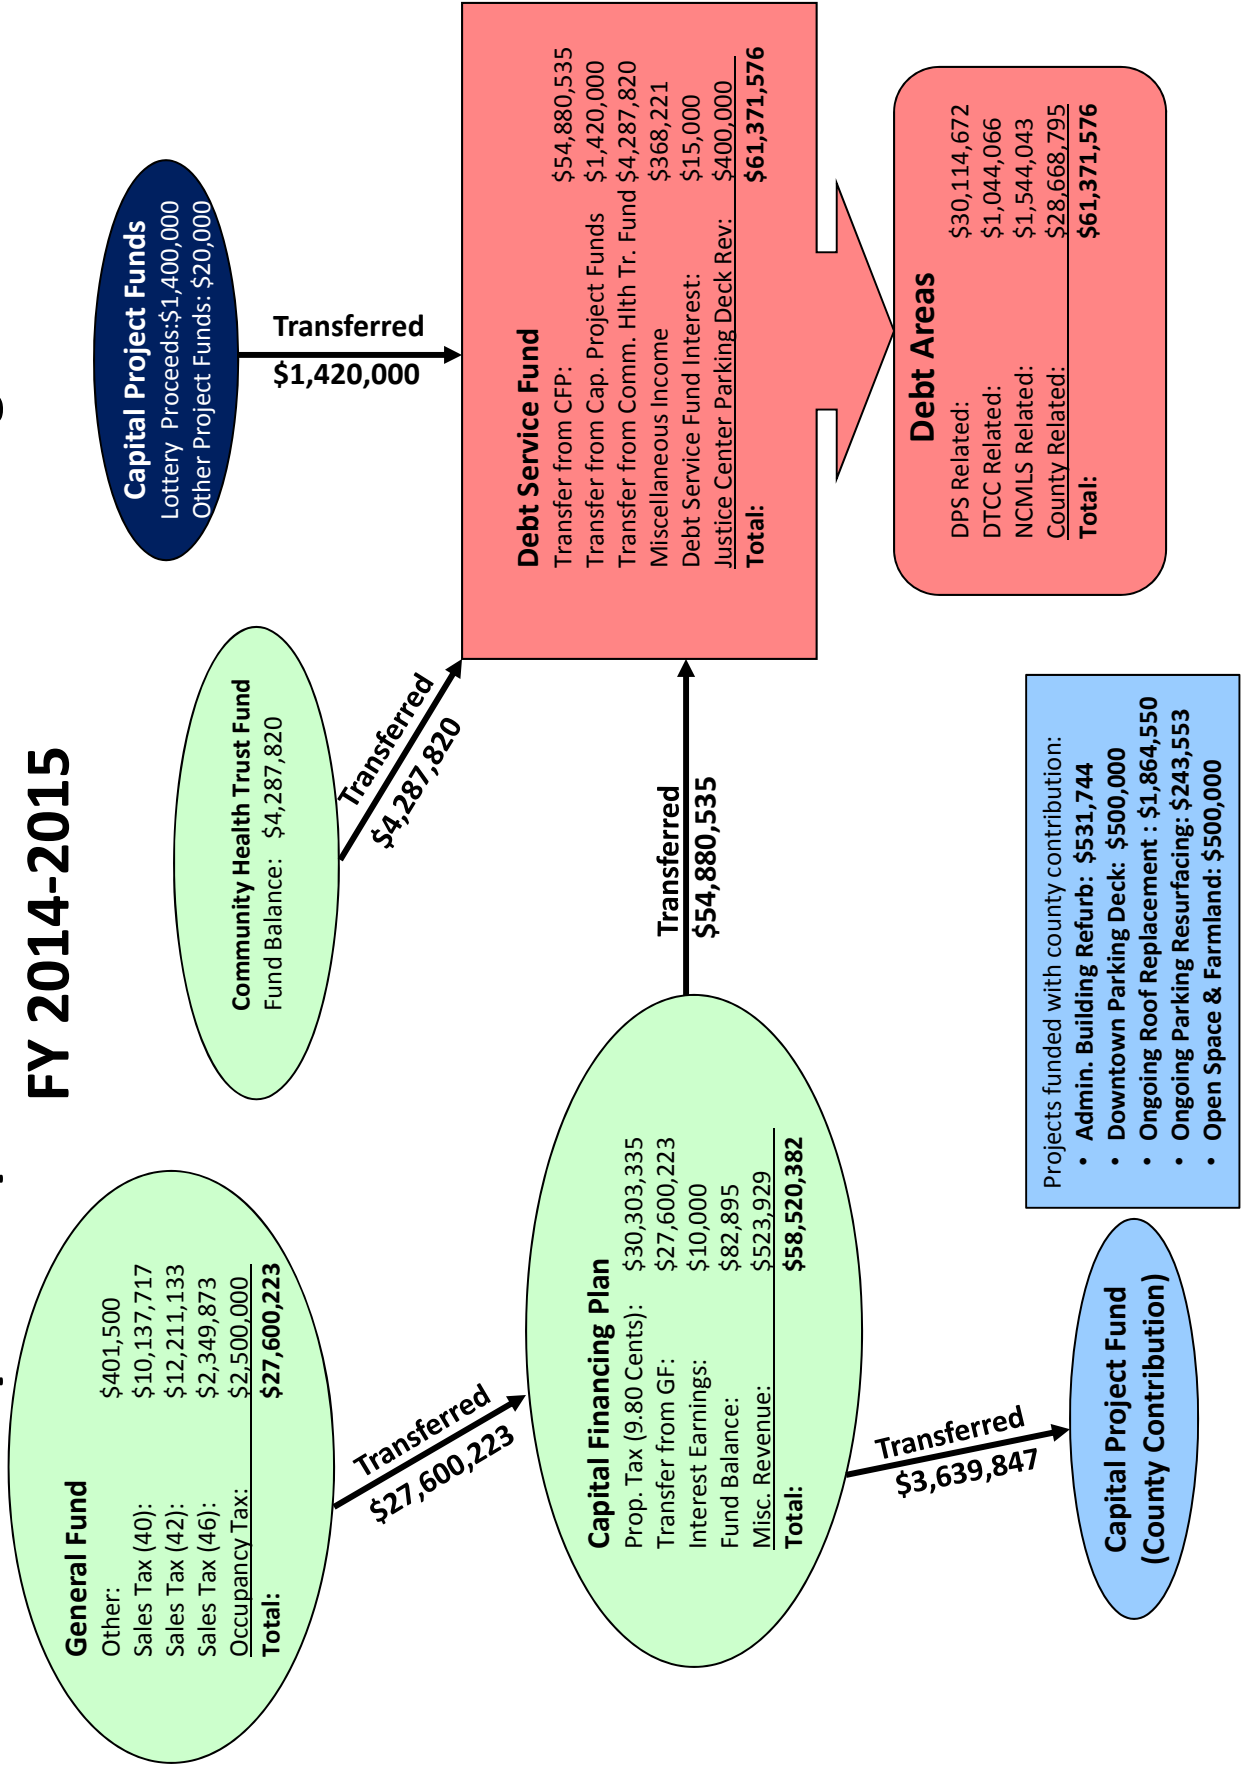 FY 2014-2015
General Fund
Other: $401,500
Sales Tax (40): $10,137,717
Sales Tax (42): $12,211,133
Sales Tax (46): $2,349,873
Occupancy Tax: $2,500,000
Total: $27,600,223
Community Health Trust Fund
Fund Balance: $4,287,820
Capital Project Funds
Lottery Proceeds:$1,400,000
Other Project Funds: $20,000
Transferred
$27,600,223
Transferred
$4,287,820
Transferred
$1,420,000
Capital Financing Plan
Prop. Tax (9.80 Cents): $30,303,335
Transfer from GF: $27,600,223
Interest Earnings: $10,000
Fund Balance: $82,895
Misc. Revenue: $523,929
Total: $58,520,382
Transferred
$54,880,535
Debt Service Fund
Transfer from CFP: $54,880,535
Transfer from Cap. Project Funds $1,420,000
Transfer from Comm. Hlth Tr. Fund $4,287,820
Miscellaneous Income $368,221
Debt Service Fund Interest: $15,000
Justice Center Parking Deck Rev: $400,000
Total: $61,371,576
Transferred
$3,639,847
Capital Project Fund
(County Contribution)
Projects funded with county contribution:
• Admin. Building Refurb: $531,744
• Downtown Parking Deck: $500,000
• Ongoing Roof Replacement : $1,864,550
• Ongoing Parking Resurfacing: $243,553
• Open Space & Farmland: $500,000
Debt Areas
DPS Related: $30,114,672
DTCC Related: $1,044,066
NCMLS Related: $1,544,043
County Related: $28,668,795
Total: $61,371,576